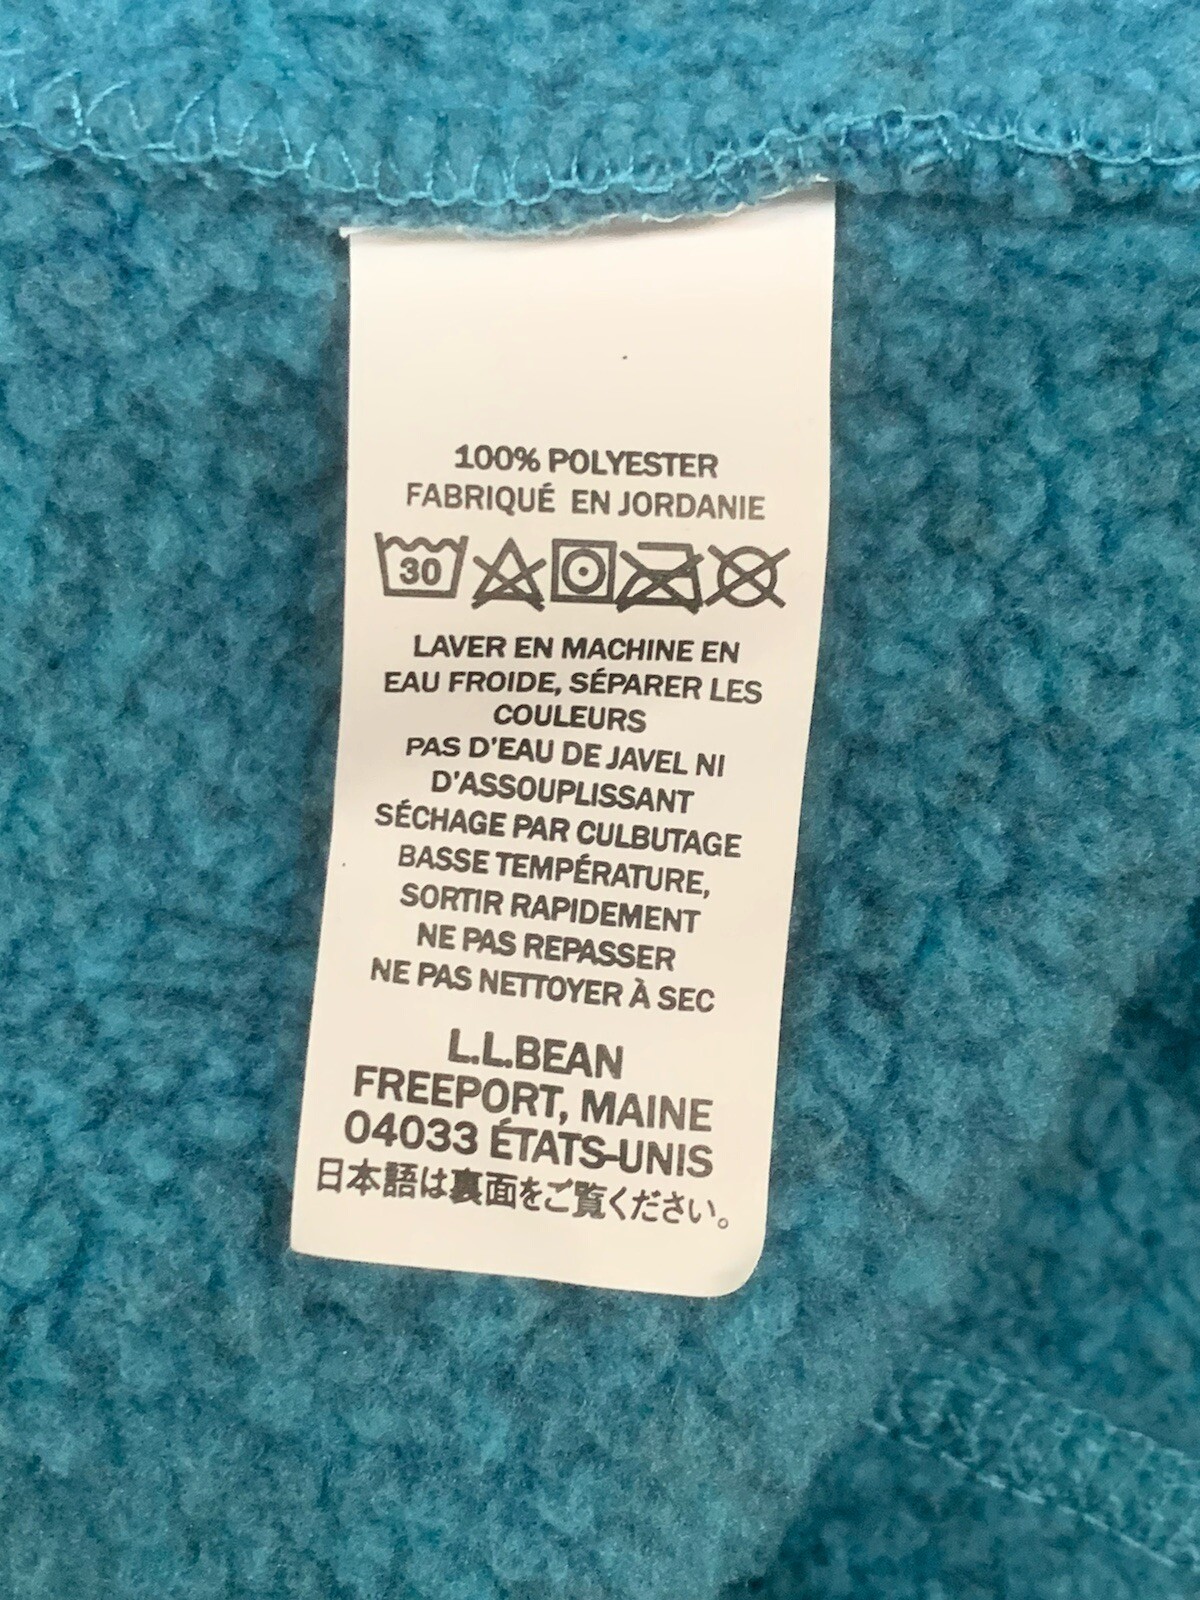 100% POLYESTER
FABRIQUÉ EN JORDANIE
30
LAVER EN MACHINE EN
EAU FROIDE, SÉPARER LES
COULEURS
PAS D'EAU DE JAVEL NI
D'ASSOUPLISSANT
SÉCHAGE PAR CULBUTAGE
BASSE TEMPÉRATURE,
SORTIR RAPIDEMENT
NE PAS REPASSER
NE PAS NETTOYER À SEC
L.L.BEAN
FREEPORT, MAINE
04033 ÉTATS-UNIS
日本語は裏面をご覧ください。